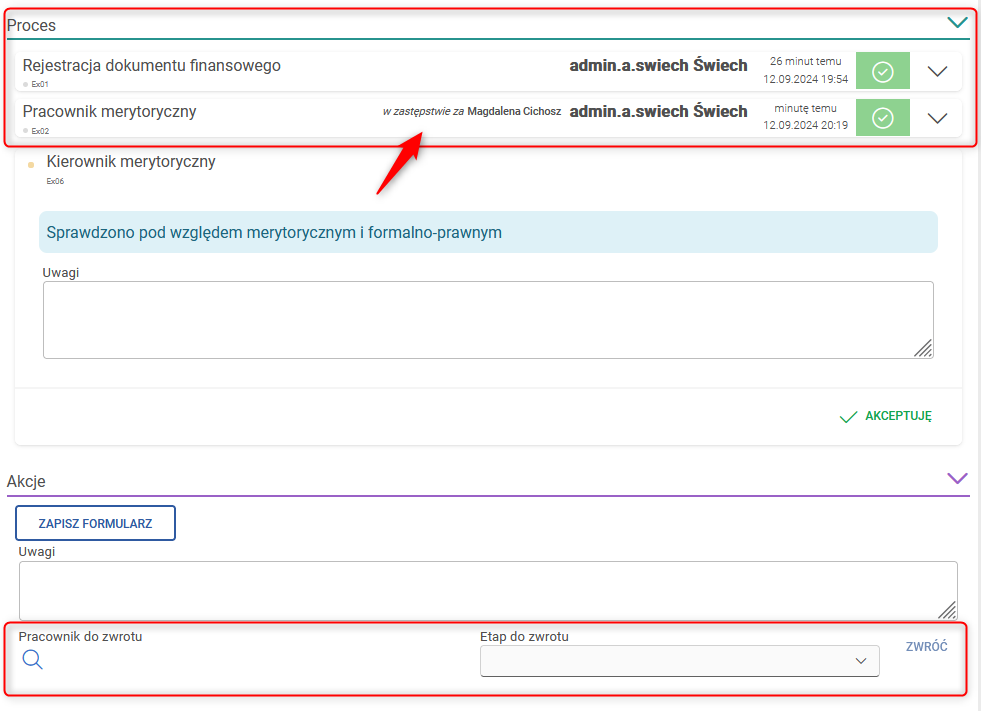 Proces
Rejestracja dokumentu finansowego
admin.a.swiech Świech
26 minut temu
12.09.2024 19:54
Ex01
Pracownik merytoryczny
w zastępstwie za Magdalena Cichosz
admin.a.swiech Świech
minutę temu
12.09.2024 20:19
Ex02
Kierownik merytoryczny
Ex06
Sprawdzono pod względem merytorycznym i formalno-prawnym
Uwagi
AKCEPTUJĘ
Akcje
ZAPISZ FORMULARZ
Uwagi
Pracownik do zwrotu
Etap do zwrotu
ZWRÓĆ